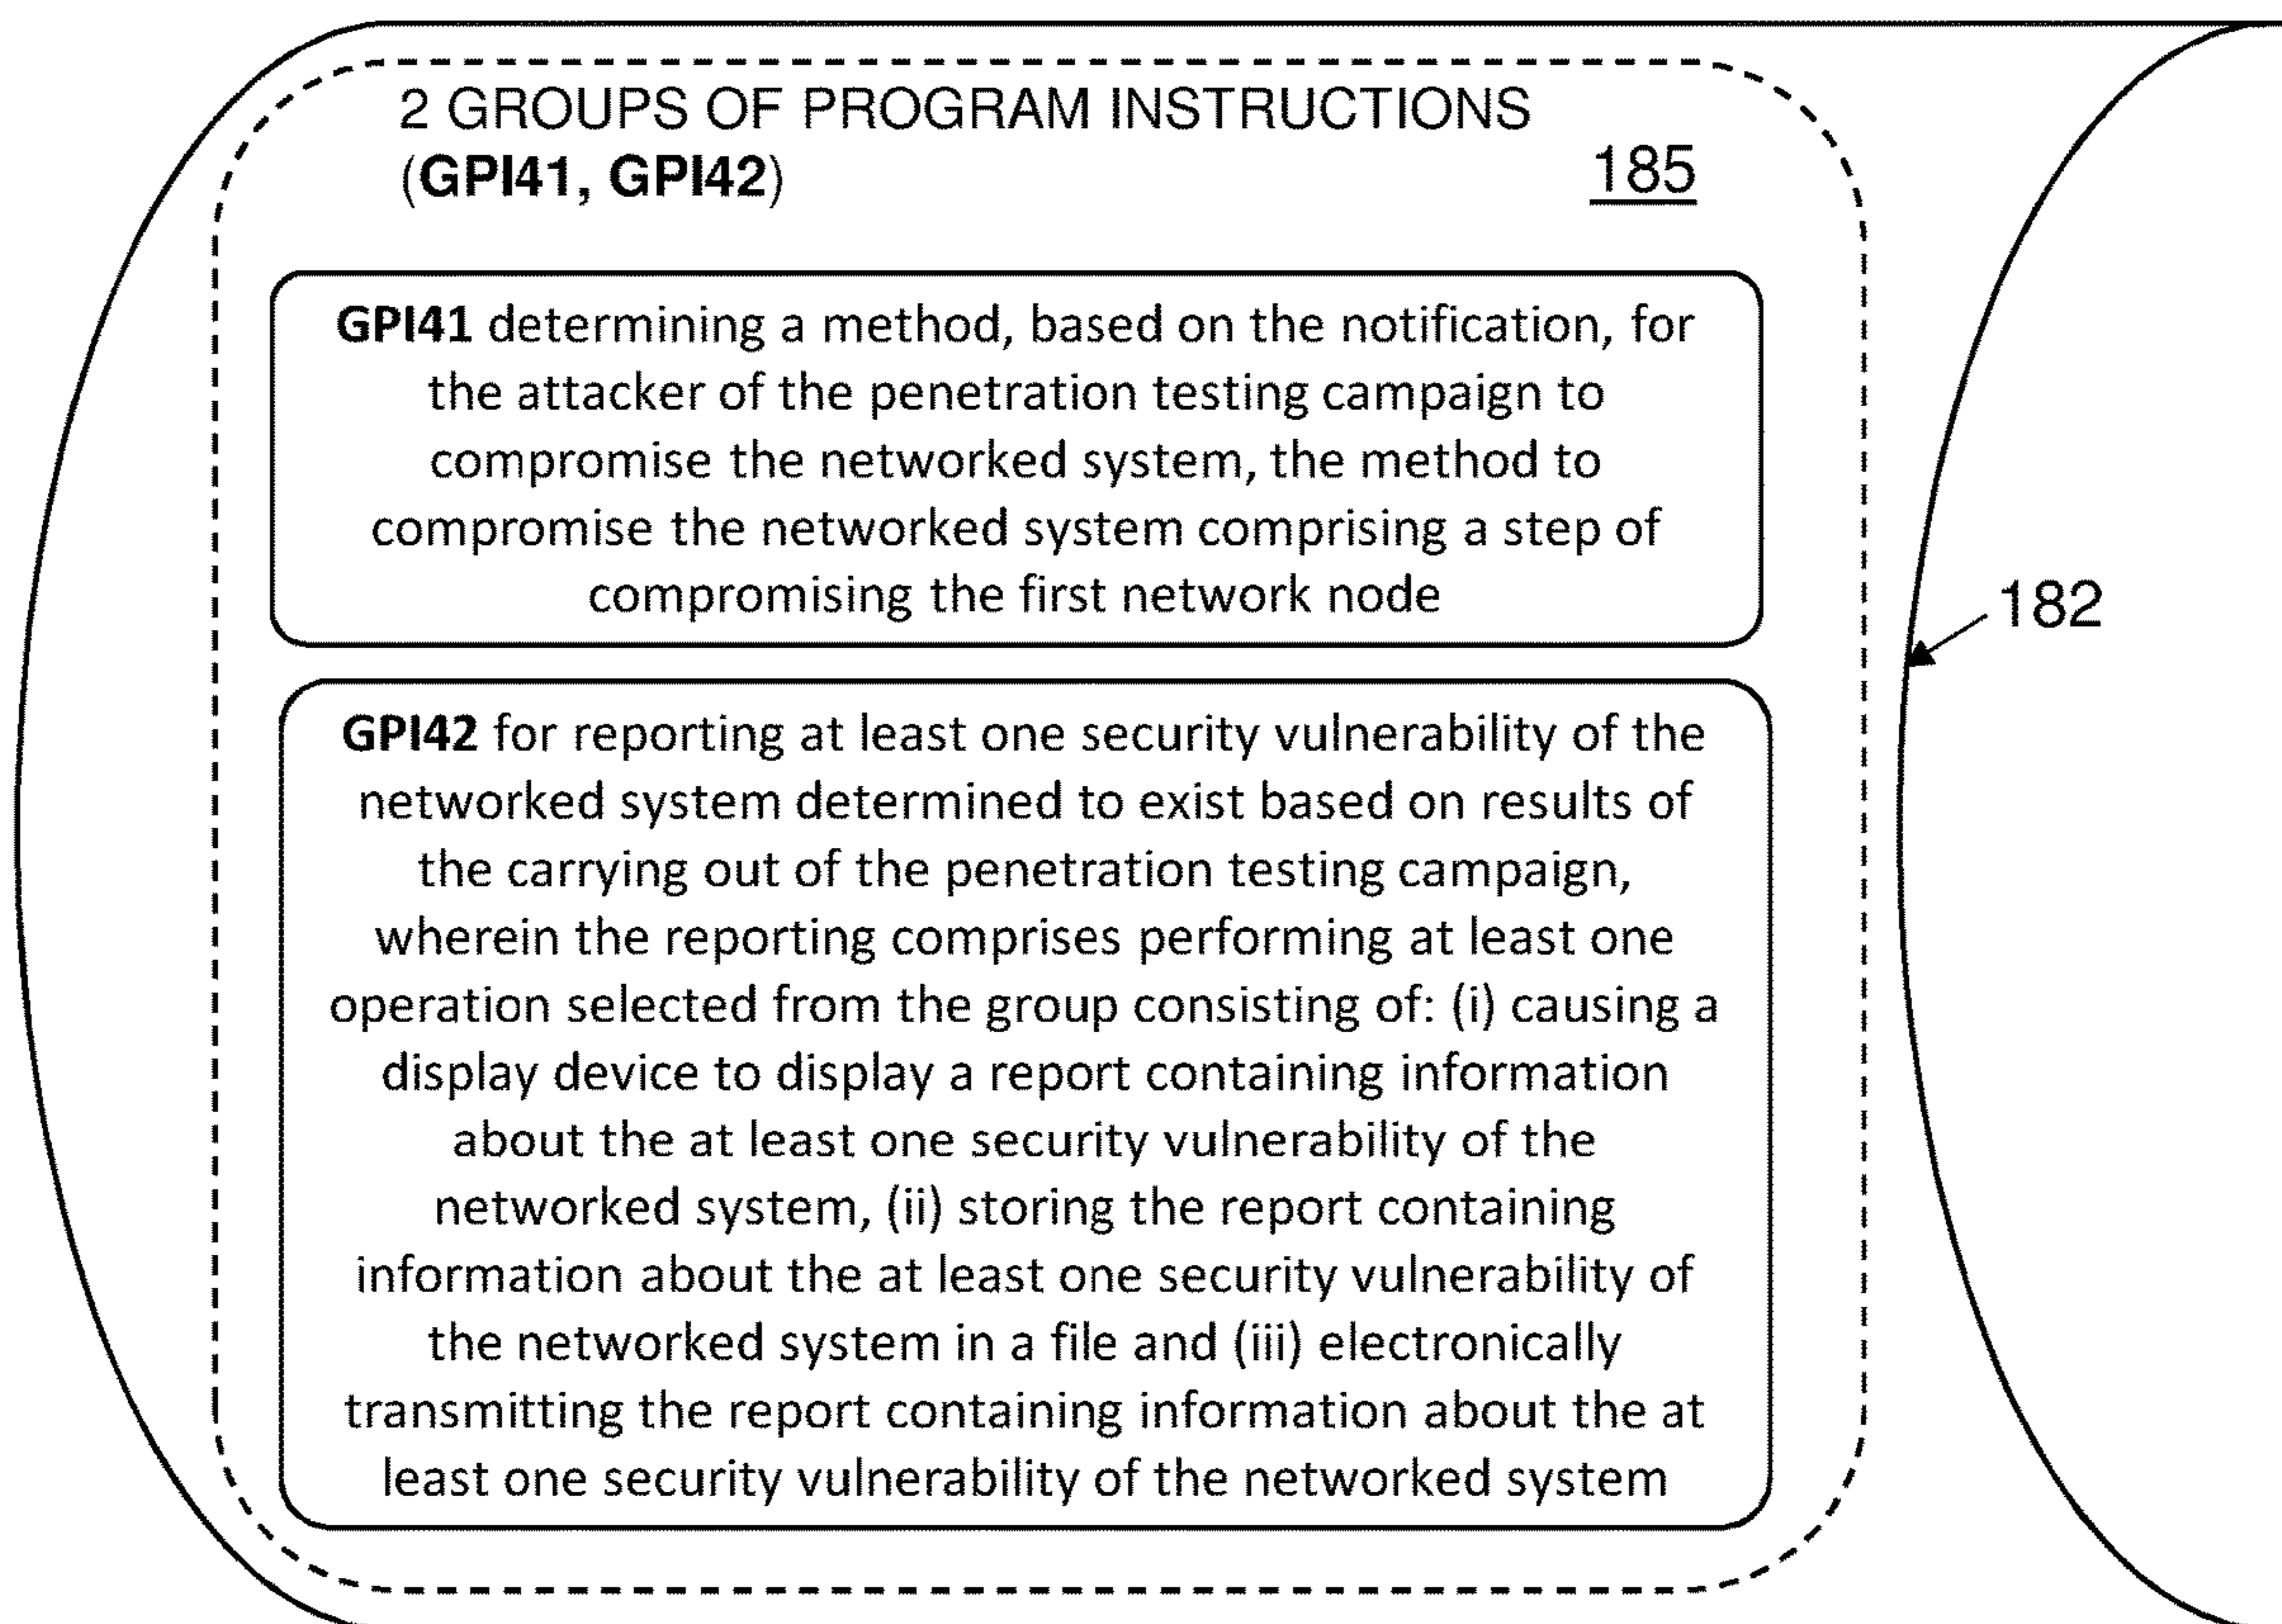 2 GROUPS OF PROGRAM INSTRUCTIONS
(GPI41, GPI42)
185
GPI41 determining a method, based on the notification, for
the attacker of the penetration testing campaign to
compromise the networked system, the method to
compromise the networked system comprising a step of
compromising the first network node
182
GPI42 for reporting at least one security vulnerability of the
networked system determined to exist based on results of
the carrying out of the penetration testing campaign,
wherein the reporting comprises performing at least one
operation selected from the group consisting of: (i) causing a
display device to display a report containing information
about the at least one security vulnerability of the
networked system, (ii) storing the report containing
information about the at least one security vulnerability of
the networked system in a file and (iii) electronically
transmitting the report containing information about the at
least one security vulnerability of the networked system